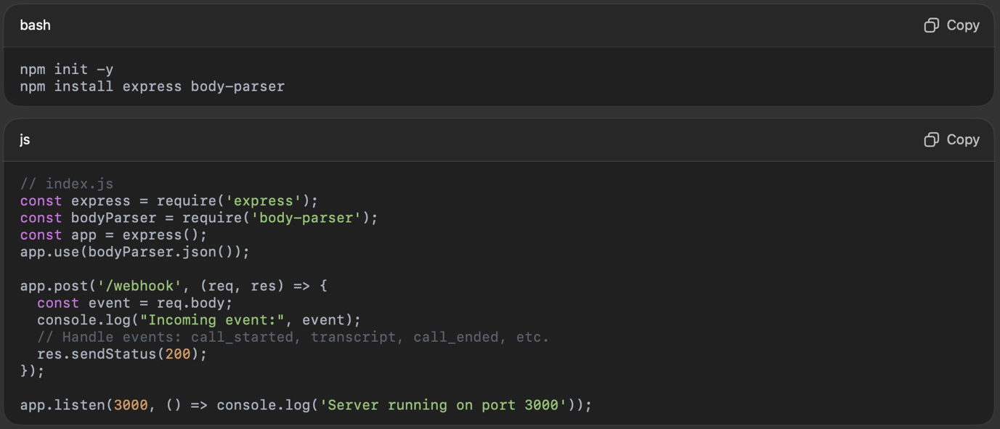 bash
Copy
npm init -y
npm install express body-parser
js
Copy
// index.js
const express = require('express');
const bodyParser = require('body-parser');
const app = express();
app.use(bodyParser.json());

app.post('/webhook', (req, res) => {
  const event = req.body;
  console.log("Incoming event:", event);
  // Handle events: call_started, transcript, call_ended, etc.
  res.sendStatus(200);
});

app.listen(3000, () => console.log('Server running on port 3000'));